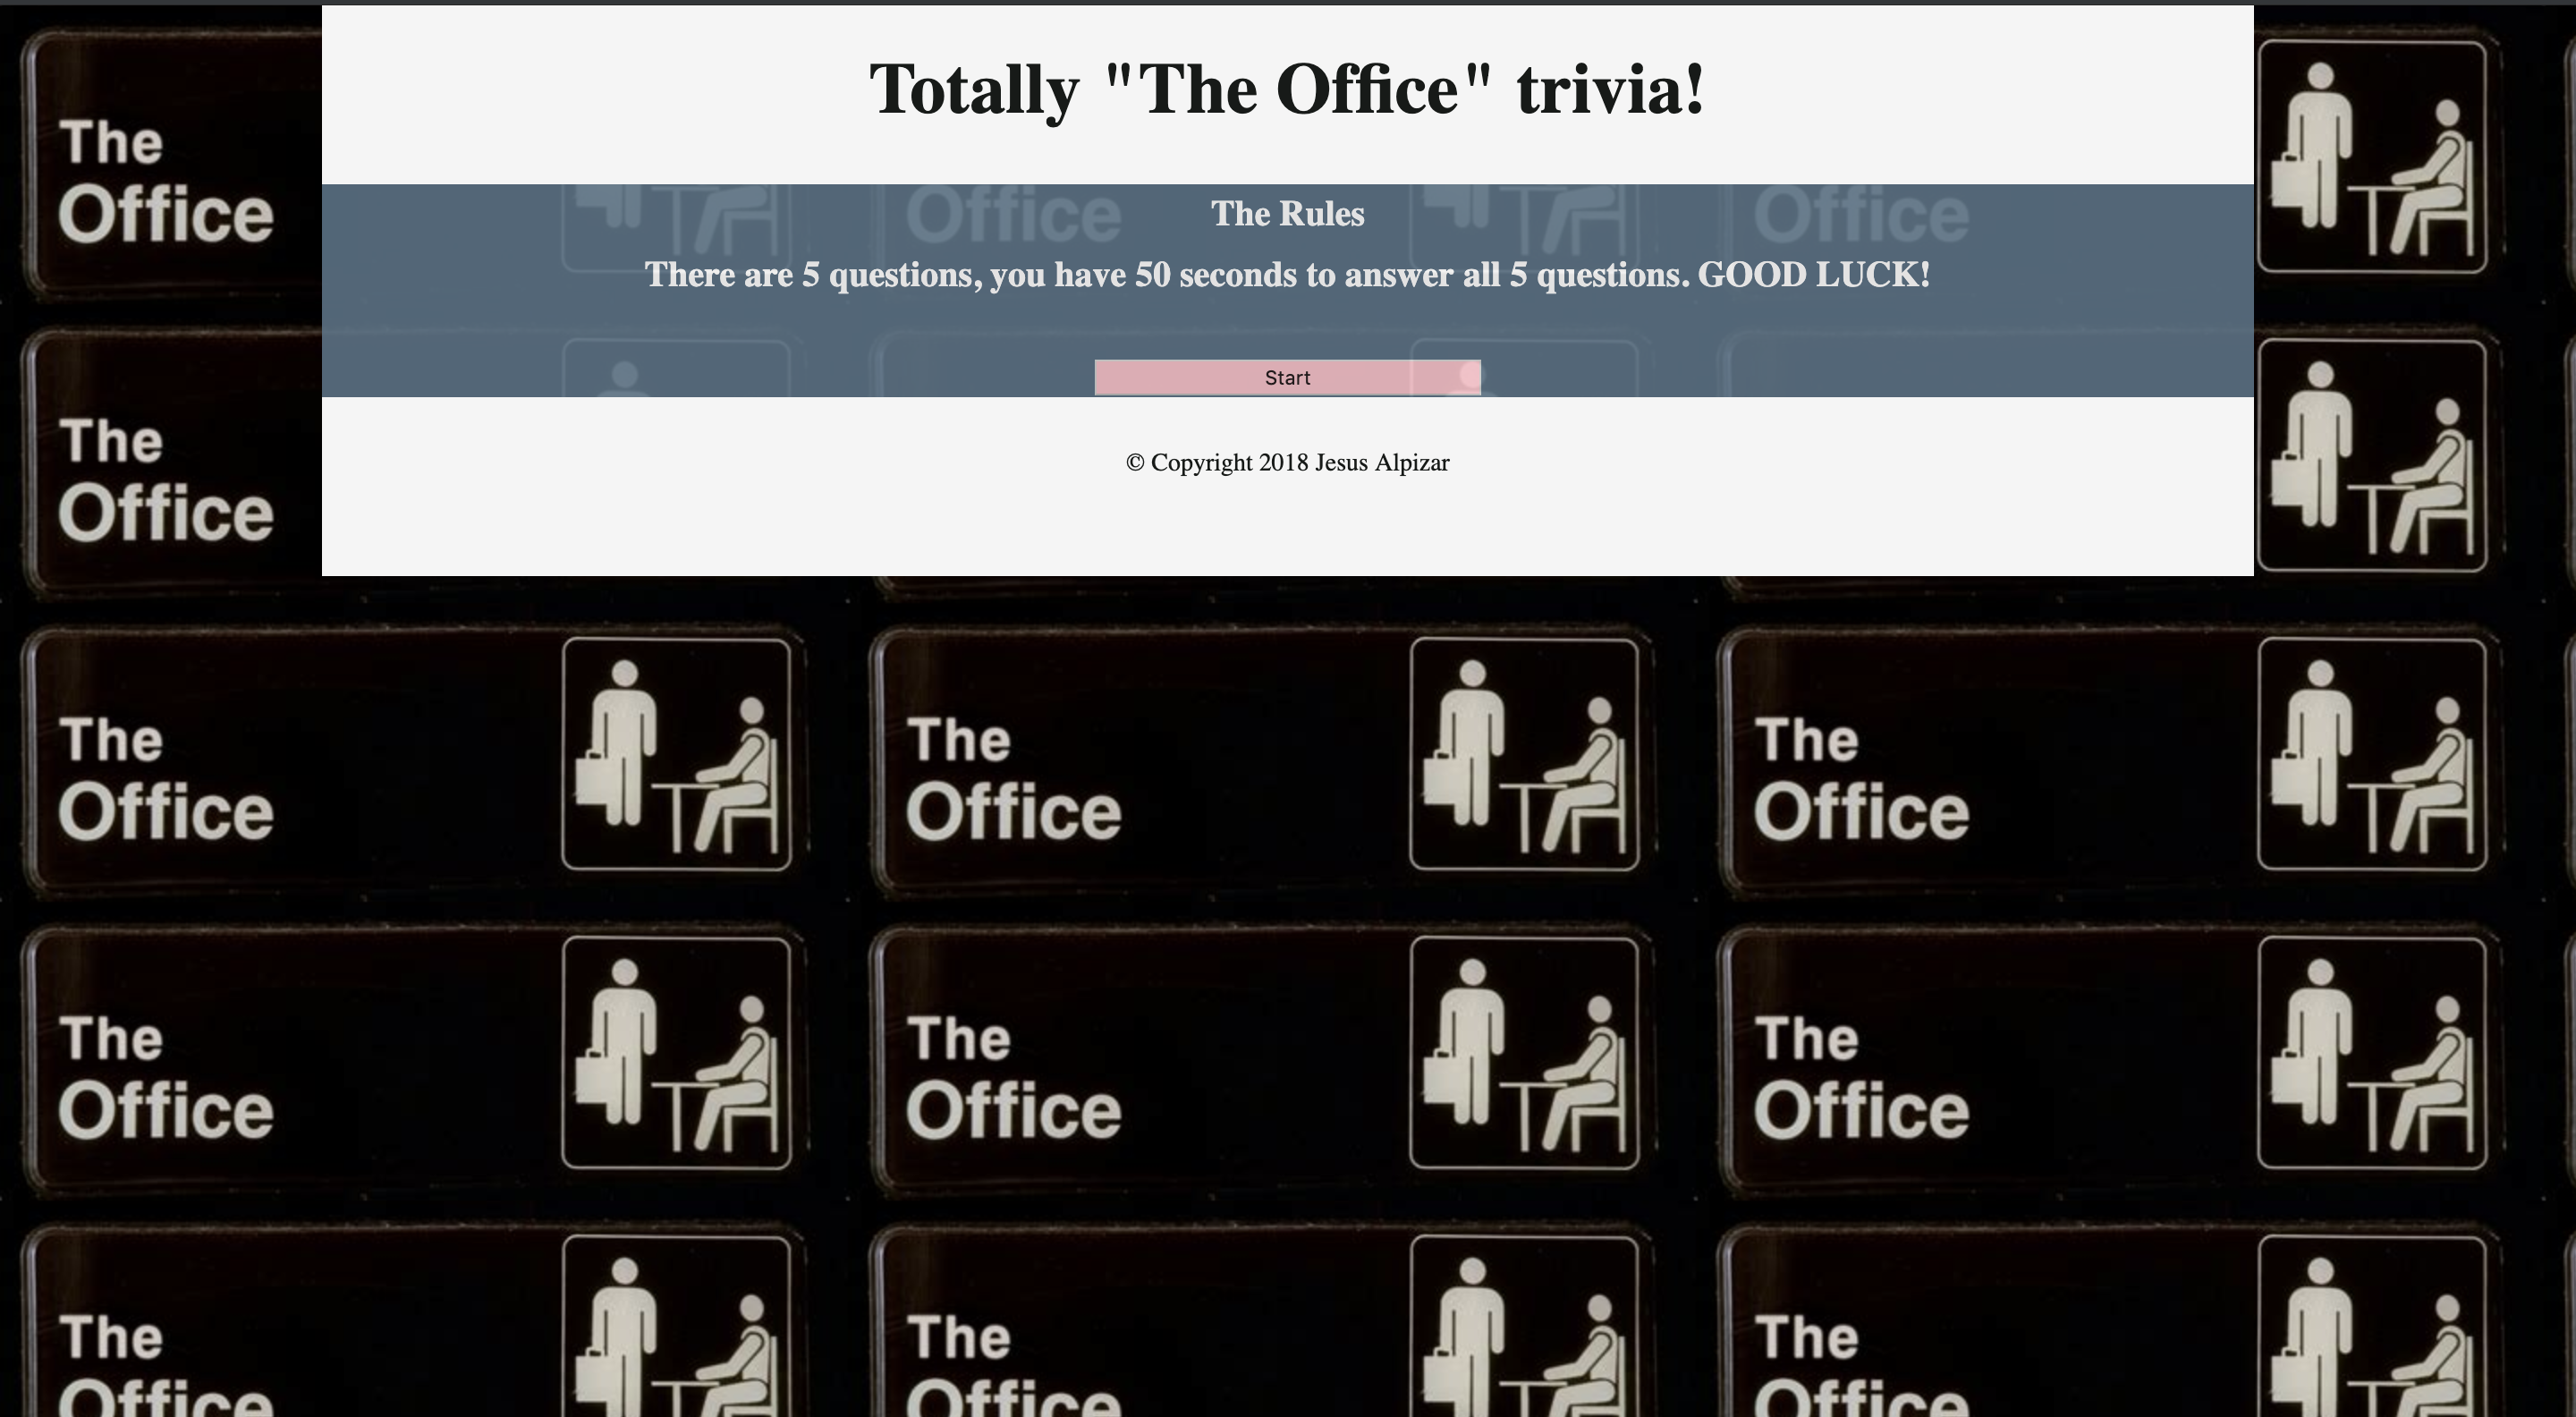 Totally "The Office" trivia!
The
Office
Office
The Rules
Office
There are 5 questions, you have 50 seconds to answer all 5 questions. GOOD LUCK!
Start
The
Office
© Copyright 2018 Jesus Alpizar
The
Office
The
Office
The
Office
The
Office
The
Office
The
Office
The
Office
The
Office
The
Office